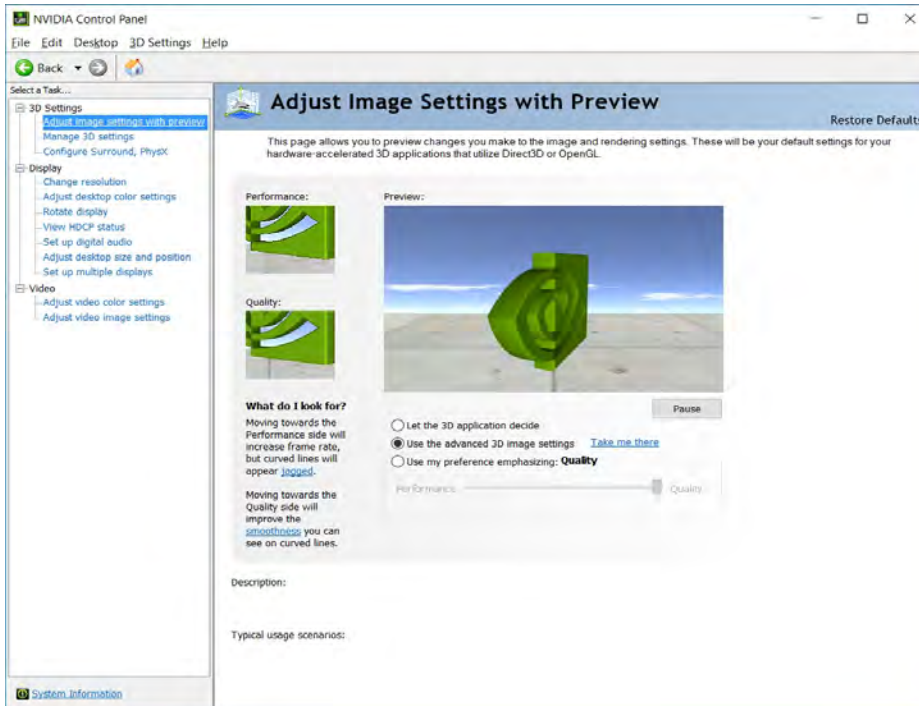 NVIDIA Control Panel
File Edit Desktop 3D Settings Help
Back
Select a Task...
3D Settings
Adjust image settings with preview
Manage 3D settings
Configure Surround, PhysX
Display
Change resolution
Adjust desktop color settings
Rotate display
View HDCP status
Set up digital audio
Adjust desktop size and position
Set up multiple displays
Video
Adjust video color settings
Adjust video image settings
System Information
Adjust Image Settings with Preview
Restore Defaults
This page allows you to preview changes you make to the image and rendering settings. These will be your default settings for your
hardware-accelerated 3D applications that utilize Direct3D or OpenGL.
Performance:
Quality:
What do I look for?
Moving towards the
Performance side will
increase frame rate,
but curved lines will
appear jagged.
Moving towards the
Quality side will
improve the
smoothness you can
see on curved lines.
Preview:
Pause
Let the 3D application decide
Use the advanced 3D image settings Take me there
Use my preference emphasizing: Quality
Performance Quality
Description:
Typical usage scenarios: